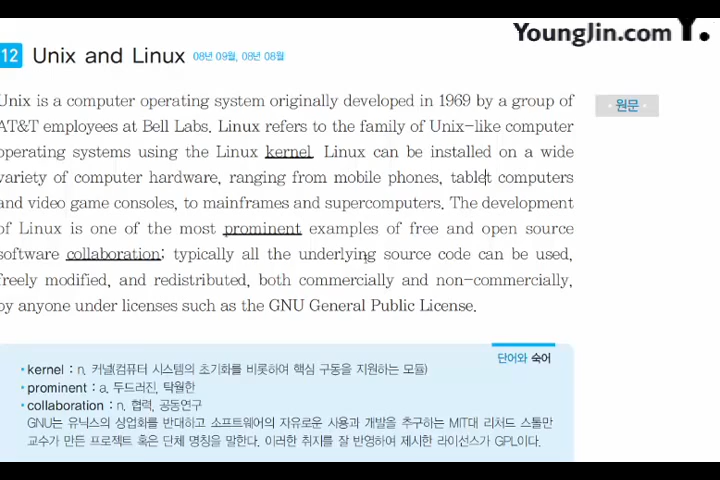 YoungJin.com Y.
12 Unix and Linux 08년 09월, 08년 08월
Unix is a computer operating system originally developed in 1969 by a group of
원문
AT&T employees at Bell Labs. Linux refers to the family of Unix-like computer
operating systems using the Linux kernel. Linux can be installed on a wide
variety of computer hardware, ranging from mobile phones, tablet computers
and video game consoles, to mainframes and supercomputers. The development
of Linux is one of the most prominent examples of free and open source
software collaboration; typically all the underlying source code can be used,
freely modified, and redistributed, both commercially and non-commercially,
by anyone under licenses such as the GNU General Public License.
단어와 숙어
• kernel : n. 커널(컴퓨터 시스템의 초기화를 비롯하여 핵심 구동을 지원하는 모듈)
• prominent : a. 두드러진, 탁월한
• collaboration : n. 협력, 공동연구
GNU는 유닉스의 상업화를 반대하고 소프트웨어의 자유로운 사용과 개발을 추구하는 MIT대 리처드 스톨만
교수가 만든 프로젝트 혹은 단체 명칭을 말한다. 이러한 취지를 잘 반영하여 제시한 라이선스가 GPL이다.